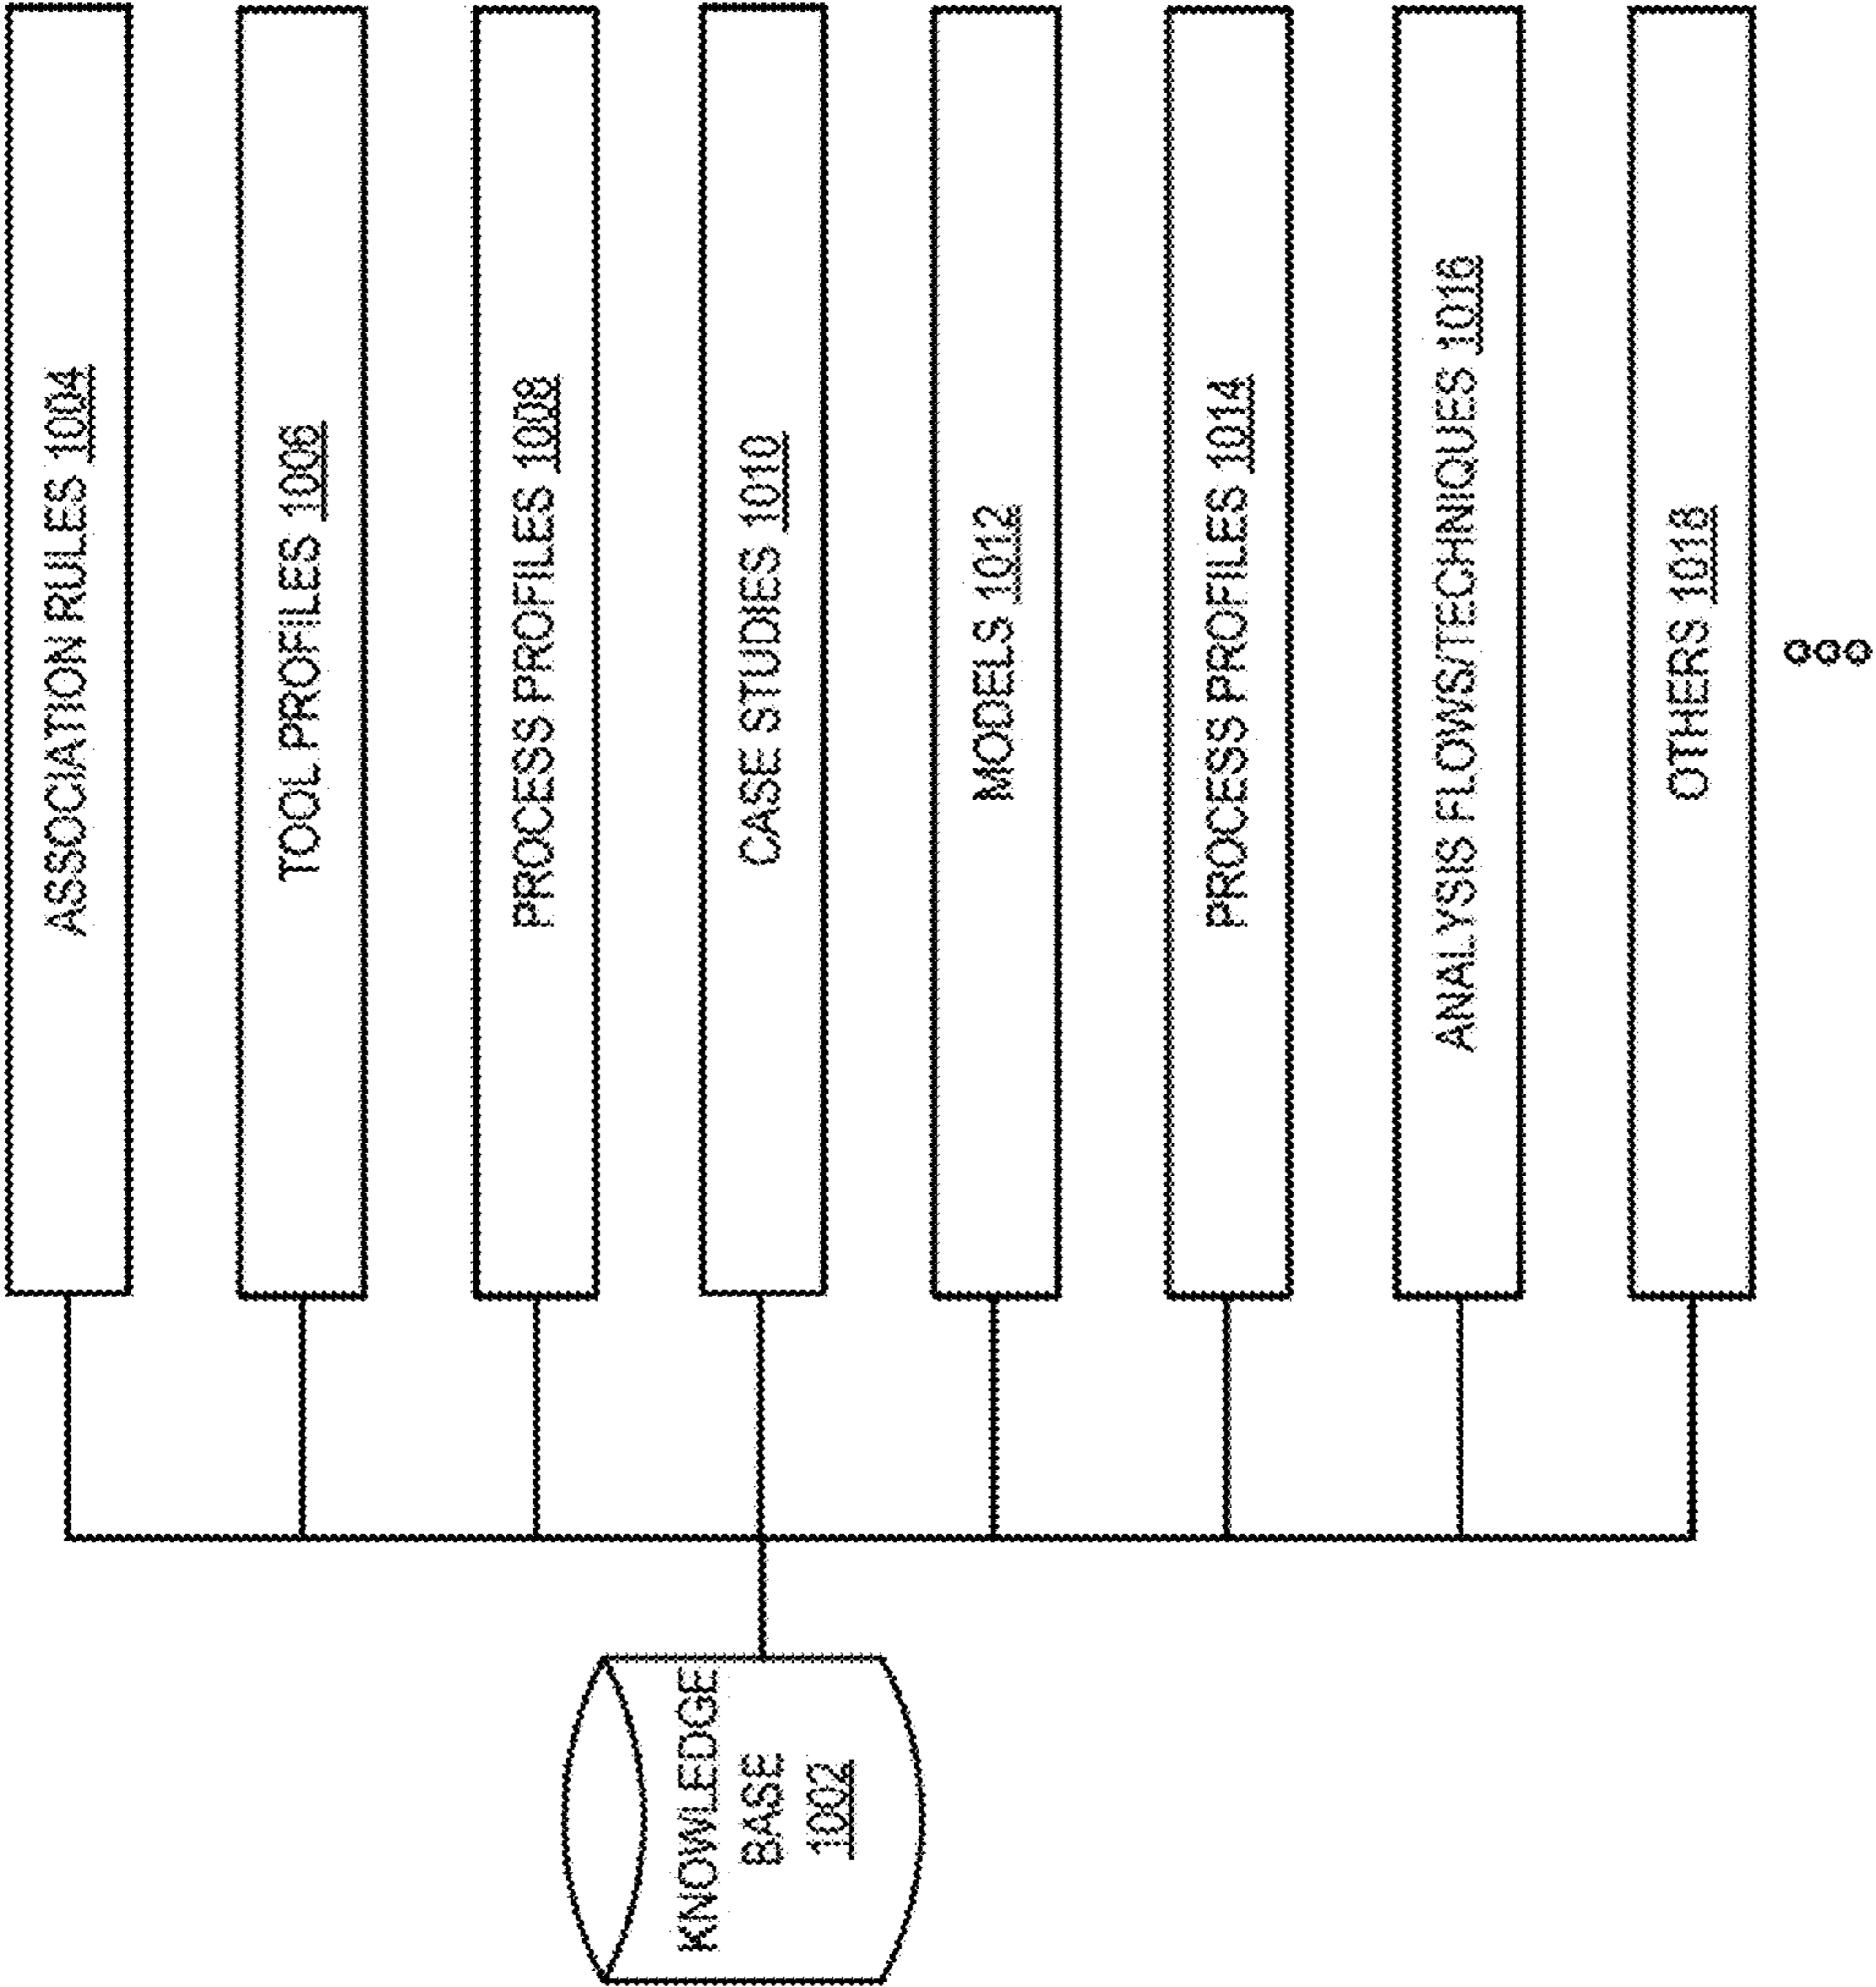 KNOWLEDGE
BASE
1002
ASSOCIATION RULES 1004
TOOL PROFILES 1006
PROCESS PROFILES 1008
CASE STUDIES 1010
MODELS 1012
PROCESS PROFILES 1014
ANALYSIS FLOWS/TECHNIQUES 1016
OTHERS 1018